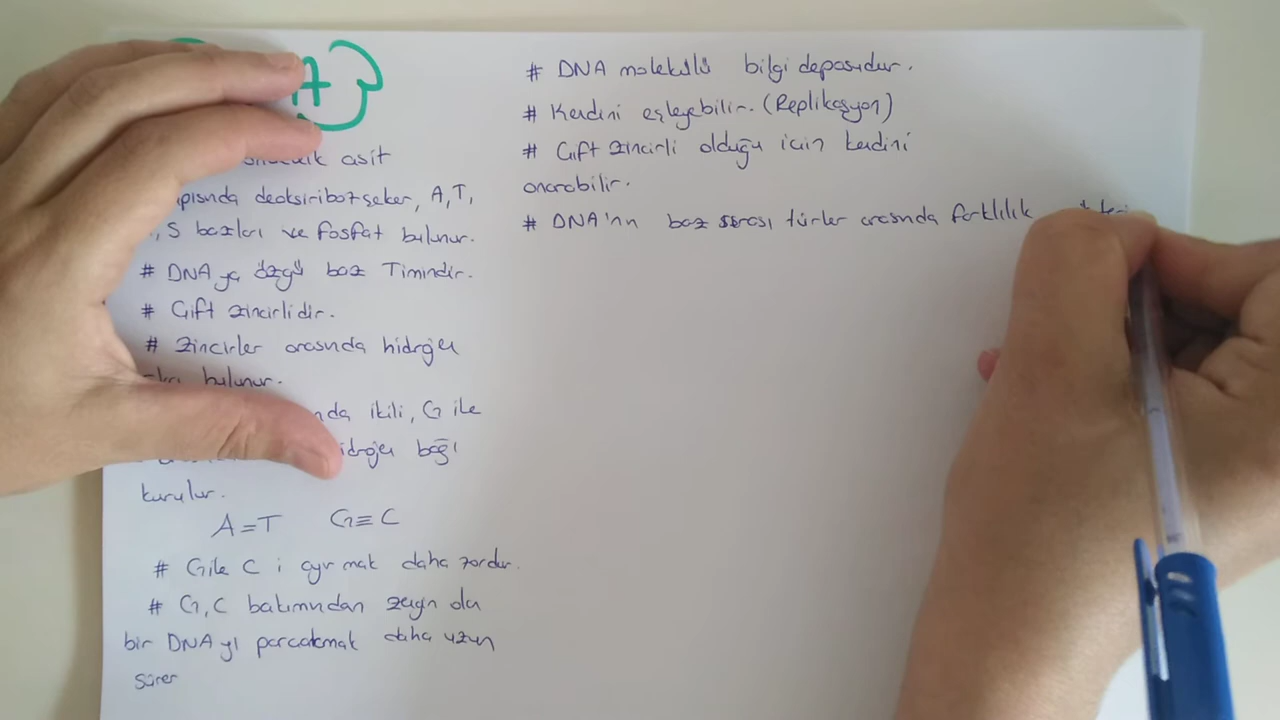 A
asit
deoksiriboz şeker, A, T,
, S bazları ve fosfat bulunur.
# DNA ya özgü baz Timindir.
# Çift zincirlidir.
# Zincirler arasında hidrojen
bulunur.
nda ikili, G ile
bağı
kurulur.
A=T G≡C
# G ile C i ayırmak daha zordur.
# G, C bakımından zengin olan
bir DNA yı parçalamak daha uzun
sürer
# DNA molekülü bilgi deposudur.
# Kendini eşleyebilir. (Replikasyon)
# Çift zincirli olduğu için kendini
onarabilir.
# DNA'nın baz sırası türler arasında farklılık